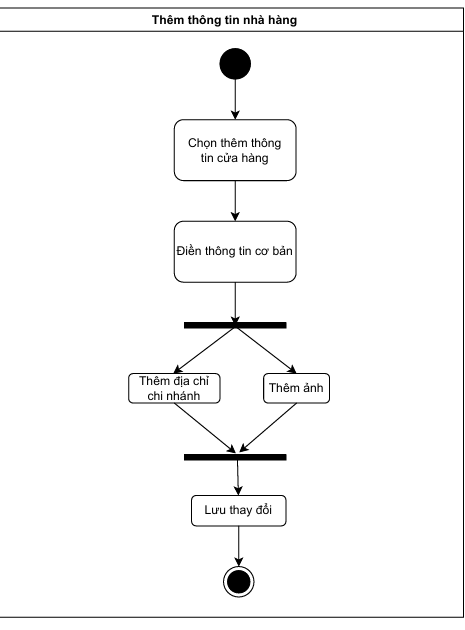 Thêm thông tin nhà hàng
Chọn thêm thông
tin cửa hàng
Điền thông tin cơ bản
Thêm địa chỉ
chi nhánh
Thêm ảnh
Lưu thay đổi